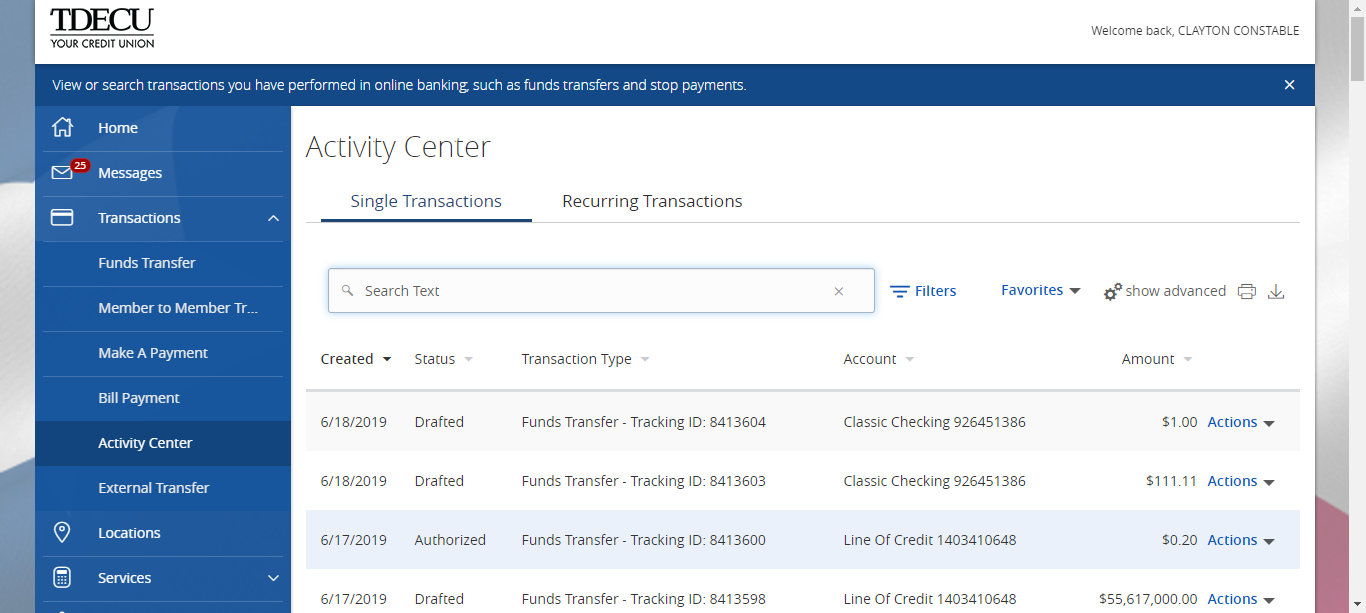 TDECU
YOUR CREDIT UNION
Welcome back, CLAYTON CONSTABLE
View or search transactions you have performed in online banking, such as funds transfers and stop payments.
Home
25
Messages
Transactions
Funds Transfer
Member to Member Tr...
Make A Payment
Bill Payment
Activity Center
External Transfer
Locations
Services
Activity Center
Single Transactions Recurring Transactions
Search Text Filters Favorites show advanced
Created Status Transaction Type Account Amount
6/18/2019 Drafted Funds Transfer - Tracking ID: 8413604 Classic Checking 926451386 $1.00 Actions
6/18/2019 Drafted Funds Transfer - Tracking ID: 8413603 Classic Checking 926451386 $111.11 Actions
6/17/2019 Authorized Funds Transfer - Tracking ID: 8413600 Line Of Credit 1403410648 $0.20 Actions
6/17/2019 Drafted Funds Transfer - Tracking ID: 8413598 Line Of Credit 1403410648 $55,617,000.00 Actions